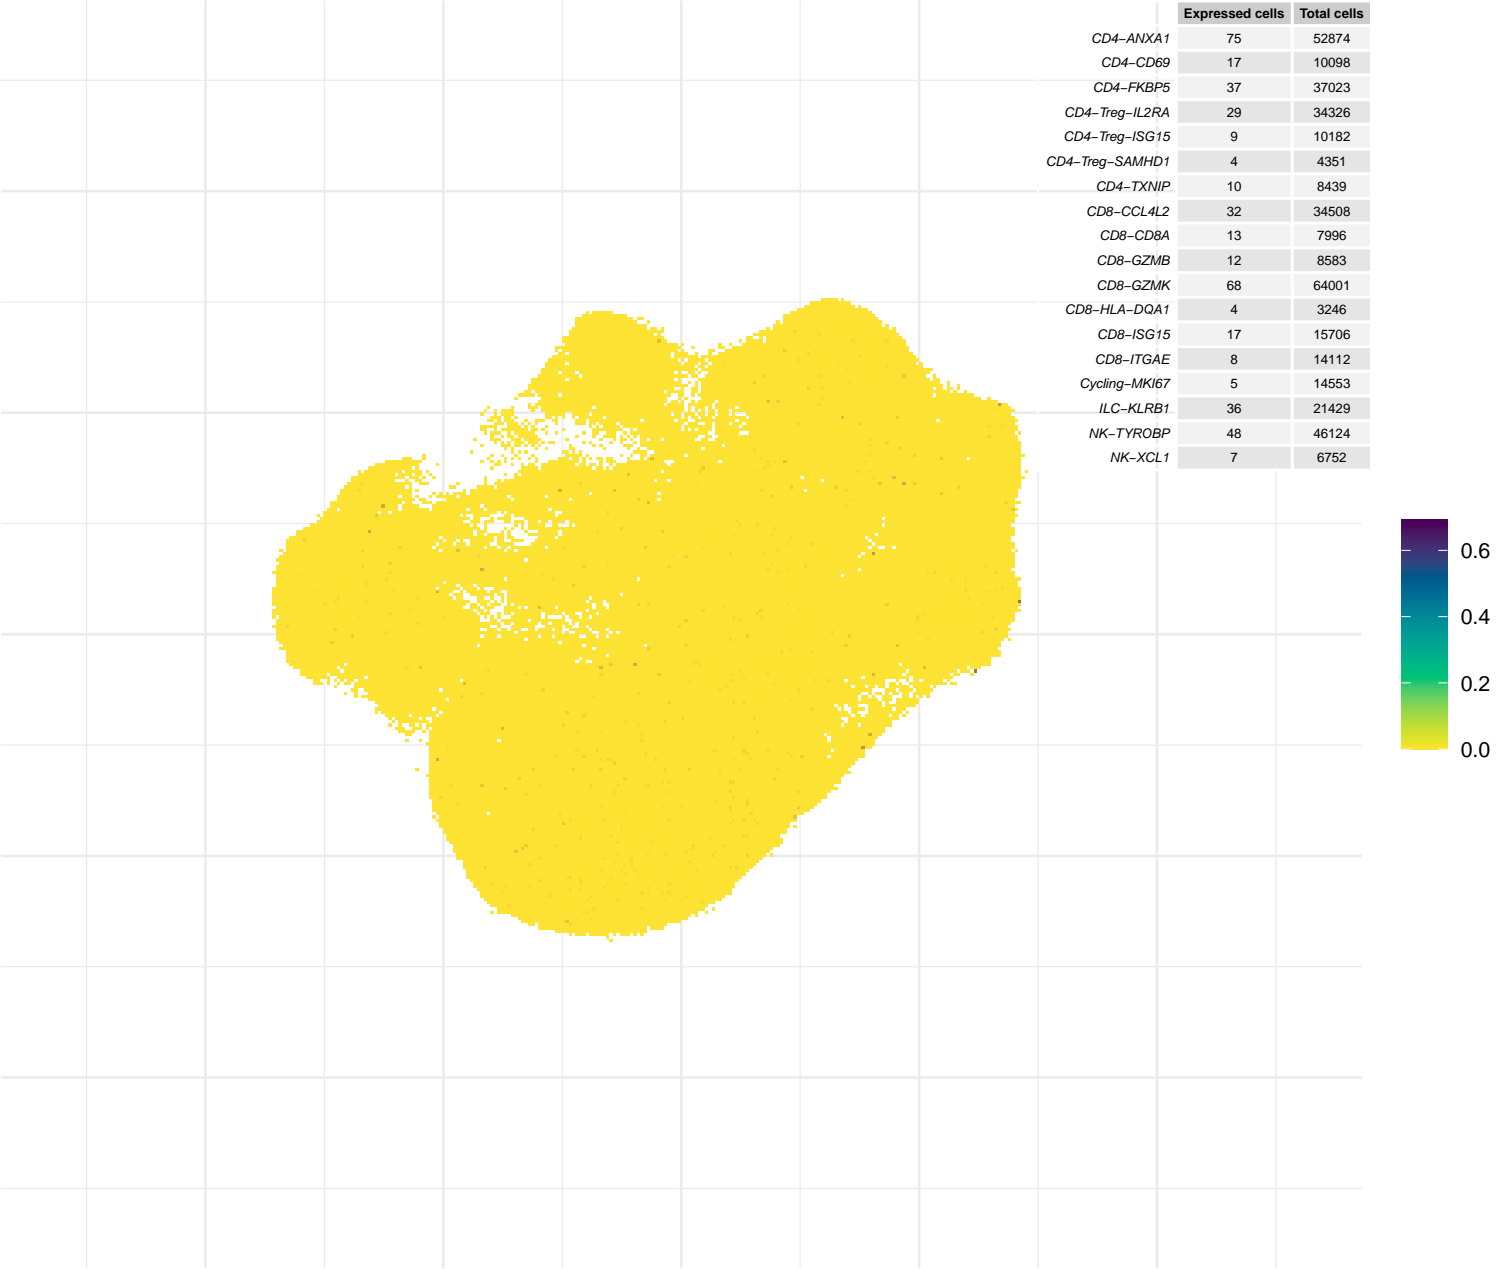 Expressed cells Total cells
CD4−ANXA1 75 52874
CD4−CD69 17 10098
CD4−FKBP5 37 37023
CD4−Treg−IL2RA 29 34326
CD4−Treg−ISG15 9 10182
CD4−Treg−SAMHD1 4 4351
CD4−TXNIP 10 8439
CD8−CCL4L2 32 34508
CD8−CD8A 13 7996
CD8−GZMB 12 8583
CD8−GZMK 68 64001
CD8−HLA−DQA1 4 3246
CD8−ISG15 17 15706
CD8−ITGAE 8 14112
Cycling−MKI67 5 14553
ILC−KLRB1 36 21429
NK−TYROBP 48 46124
NK−XCL1 7 6752
0.6
0.4
0.2
0.0